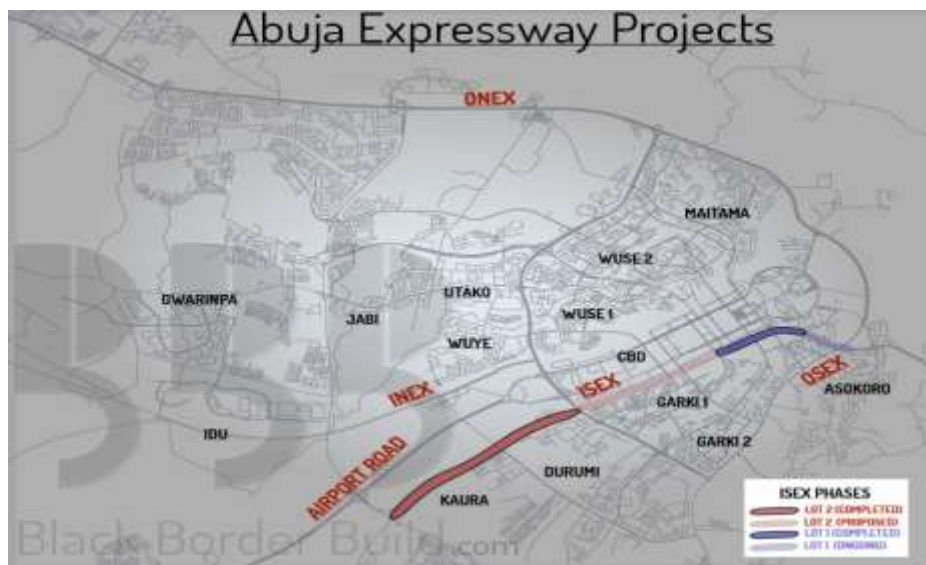 Abuja Expressway Projects
ONEX
MAITAMA
WUSE 2
GWARINPA
UTAKO
JABI
WUSE 1
WUYE
CBD
ISEX
OSEX
ASOKORO
INEX
GARKI 1
IDU
GARKI 2
AIRPORT ROAD
DURUMI
KAURA
ISEX PHASES
LOT 2 (COMPLETED)
LOT 2 (PROPOSED)
LOT 1 (COMPLETED)
LOT 1 (ONGOING)
BBB
Black Border Build.com